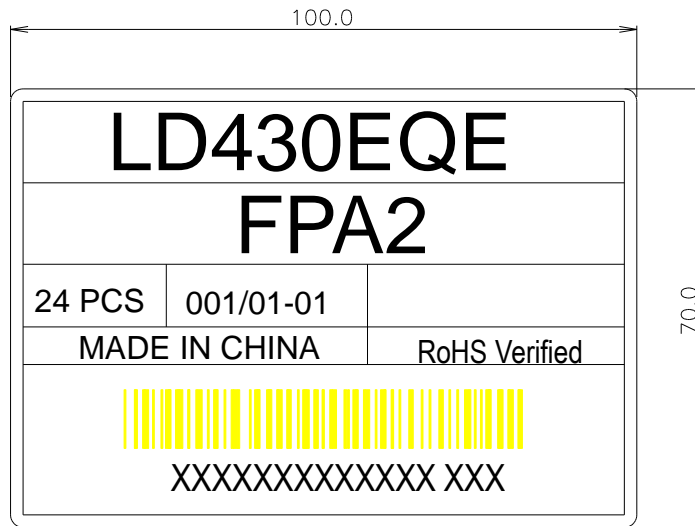 100.0
LD430EQE
FPA2
70.0
24 PCS 001/01-01
MADE IN CHINA RoHS Verified
XXXXXXXXXXXXX XXX